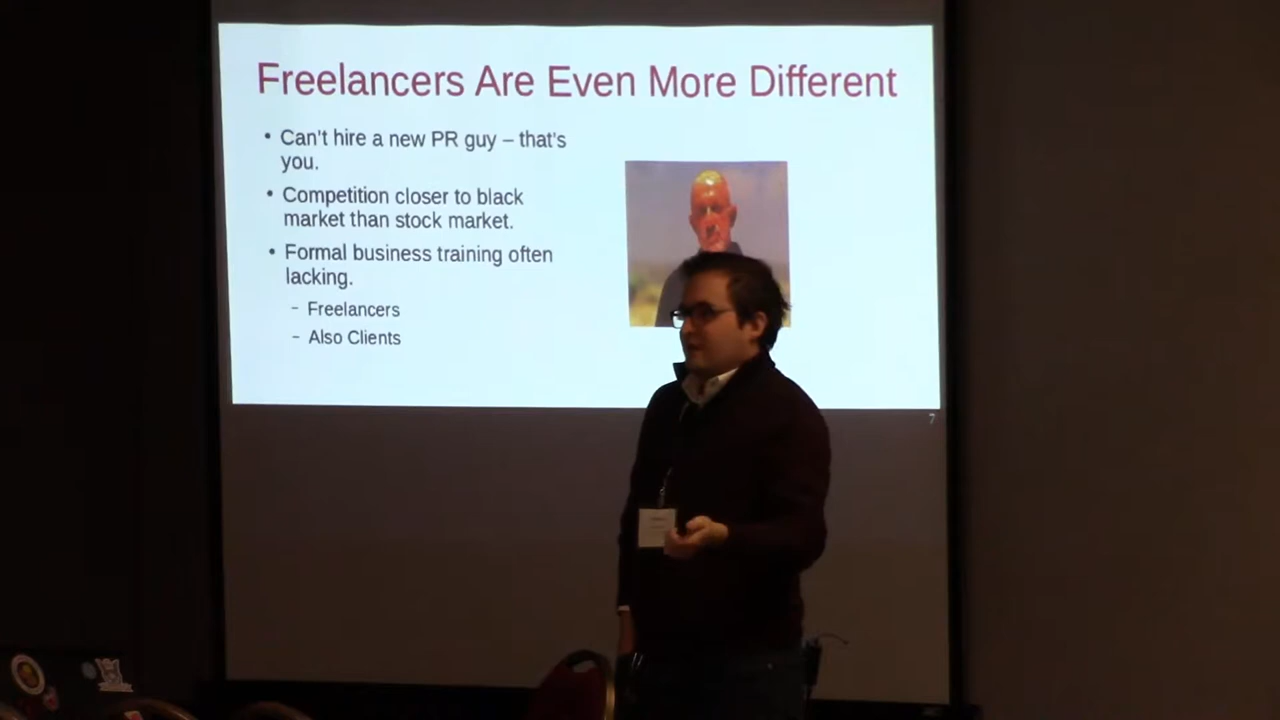 Freelancers Are Even More Different
• Can't hire a new PR guy – that's
you.
• Competition closer to black
market than stock market.
• Formal business training often
lacking.
– Freelancers
– Also Clients
7